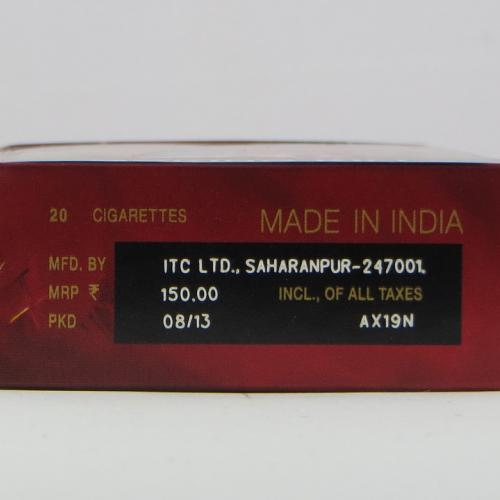 20 CIGARETTES MADE IN INDIA
MFD. BY ITC LTD., SAHARANPUR-247001.
MRP ₹ 150.00 INCL., OF ALL TAXES
PKD 08/13 AX19N